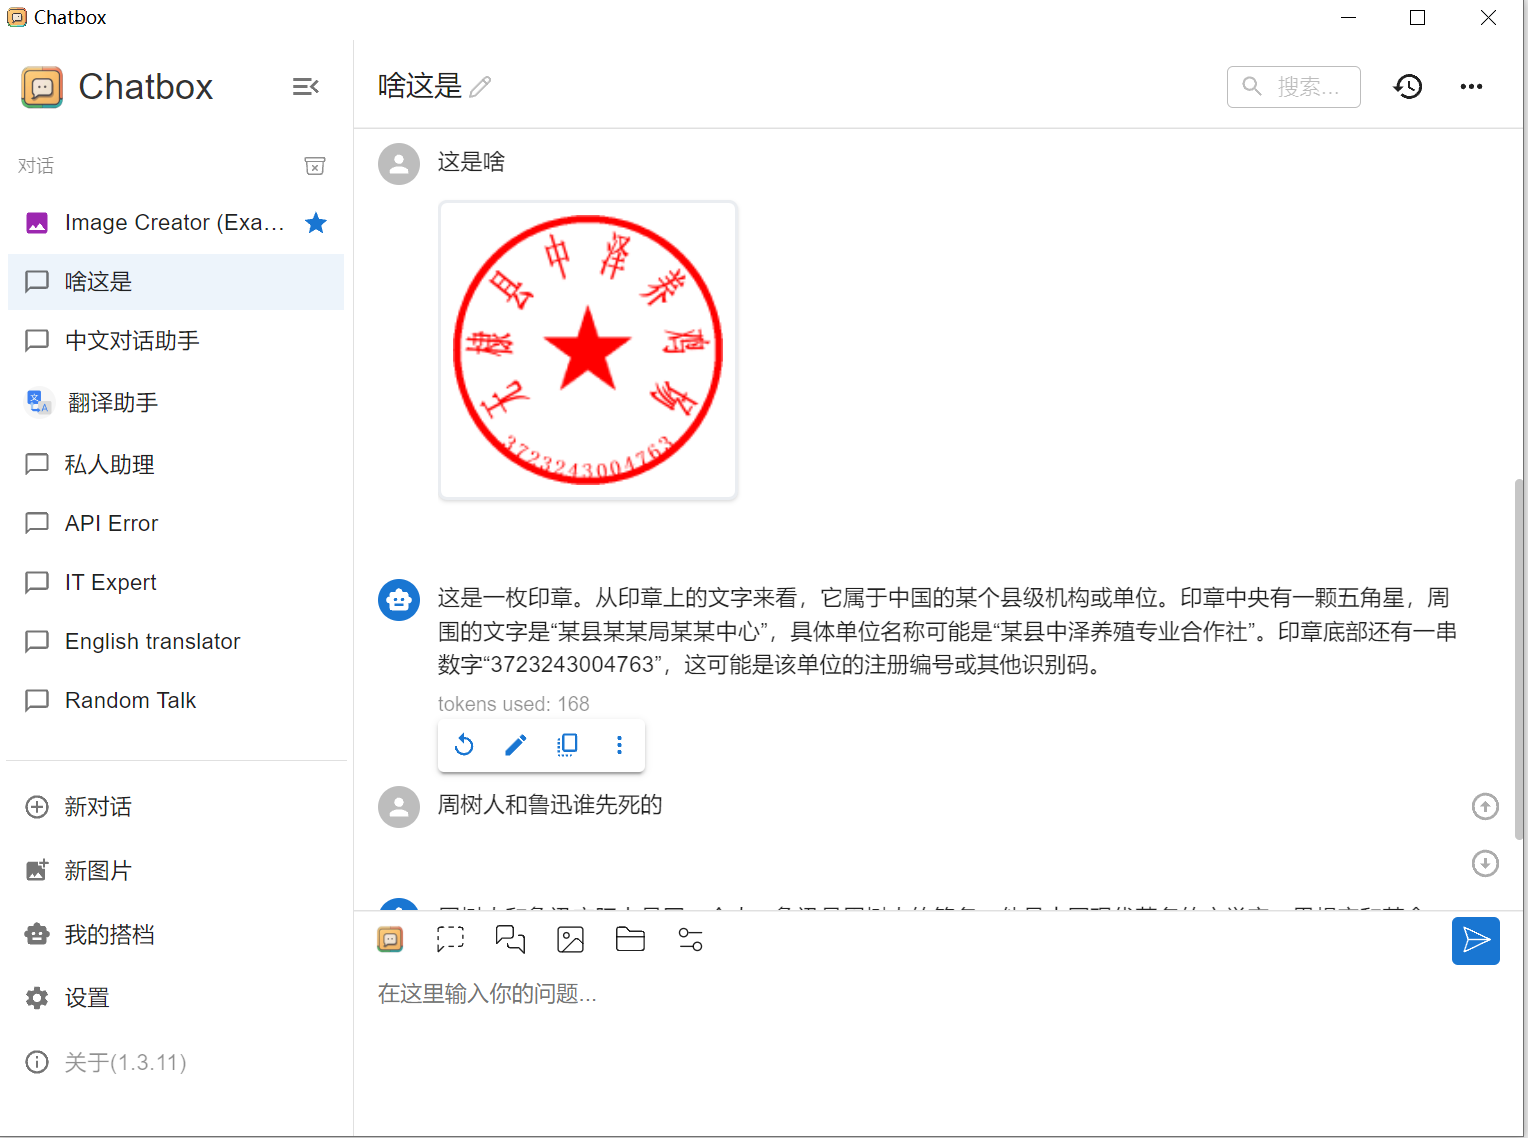 Chatbox
Chatbox
对话
Image Creator (Exa...
啥这是
中文对话助手
翻译助手
私人助理
API Error
IT Expert
English translator
Random Talk
新对话
新图片
我的搭档
设置
关于(1.3.11)
啥这是
搜索...
这是啥
无棣县中泽养鸡场
3723243004763
这是一枚印章。从印章上的文字来看，它属于中国的某个县级机构或单位。印章中央有一颗五角星，周
围的文字是“某县某某局某某中心”，具体单位名称可能是“某县中泽养殖专业合作社”。印章底部还有一串
数字“3723243004763”，这可能是该单位的注册编号或其他识别码。
tokens used: 168
周树人和鲁迅谁先死的
在这里输入你的问题...